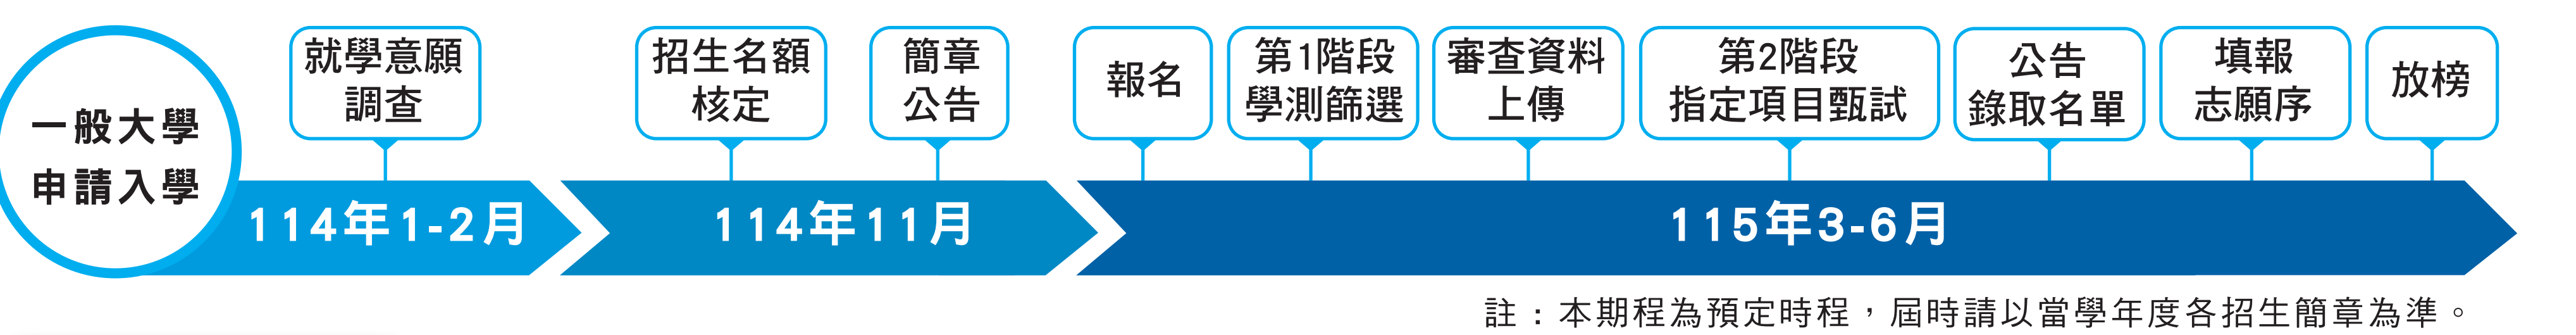 一般大學
申請入學
就學意願
調查
114年1-2月
招生名額
核定
簡章
公告
114年11月
報名
第1階段
學測篩選
審查資料
上傳
第2階段
指定項目甄試
公告
錄取名單
填報
志願序
放榜
115年3-6月
註：本期程為預定時程，屆時請以當學年度各招生簡章為準。